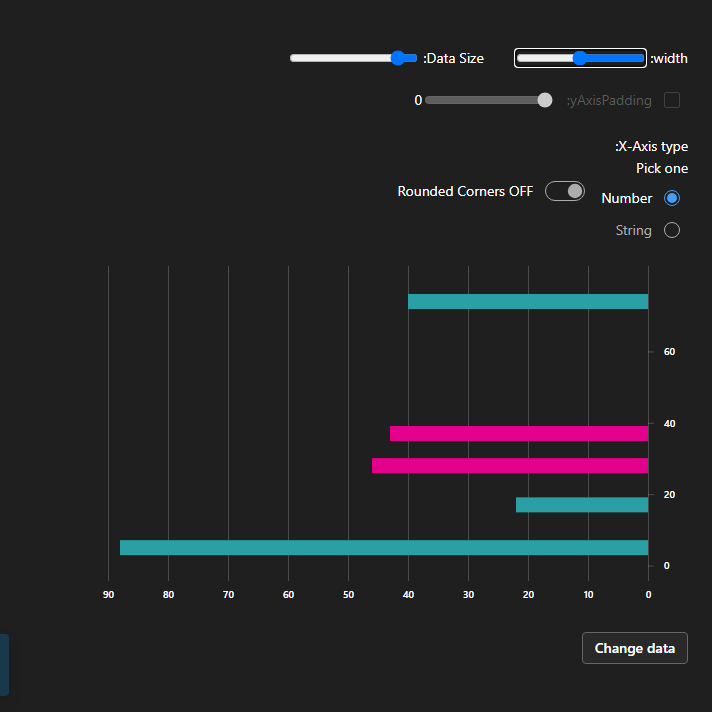 :width
:Data Size
:yAxisPadding
0
:X-Axis type
Pick one
Number
Rounded Corners OFF
String
60
40
20
0
90 80 70 60 50 40 30 20 10 0
Change data